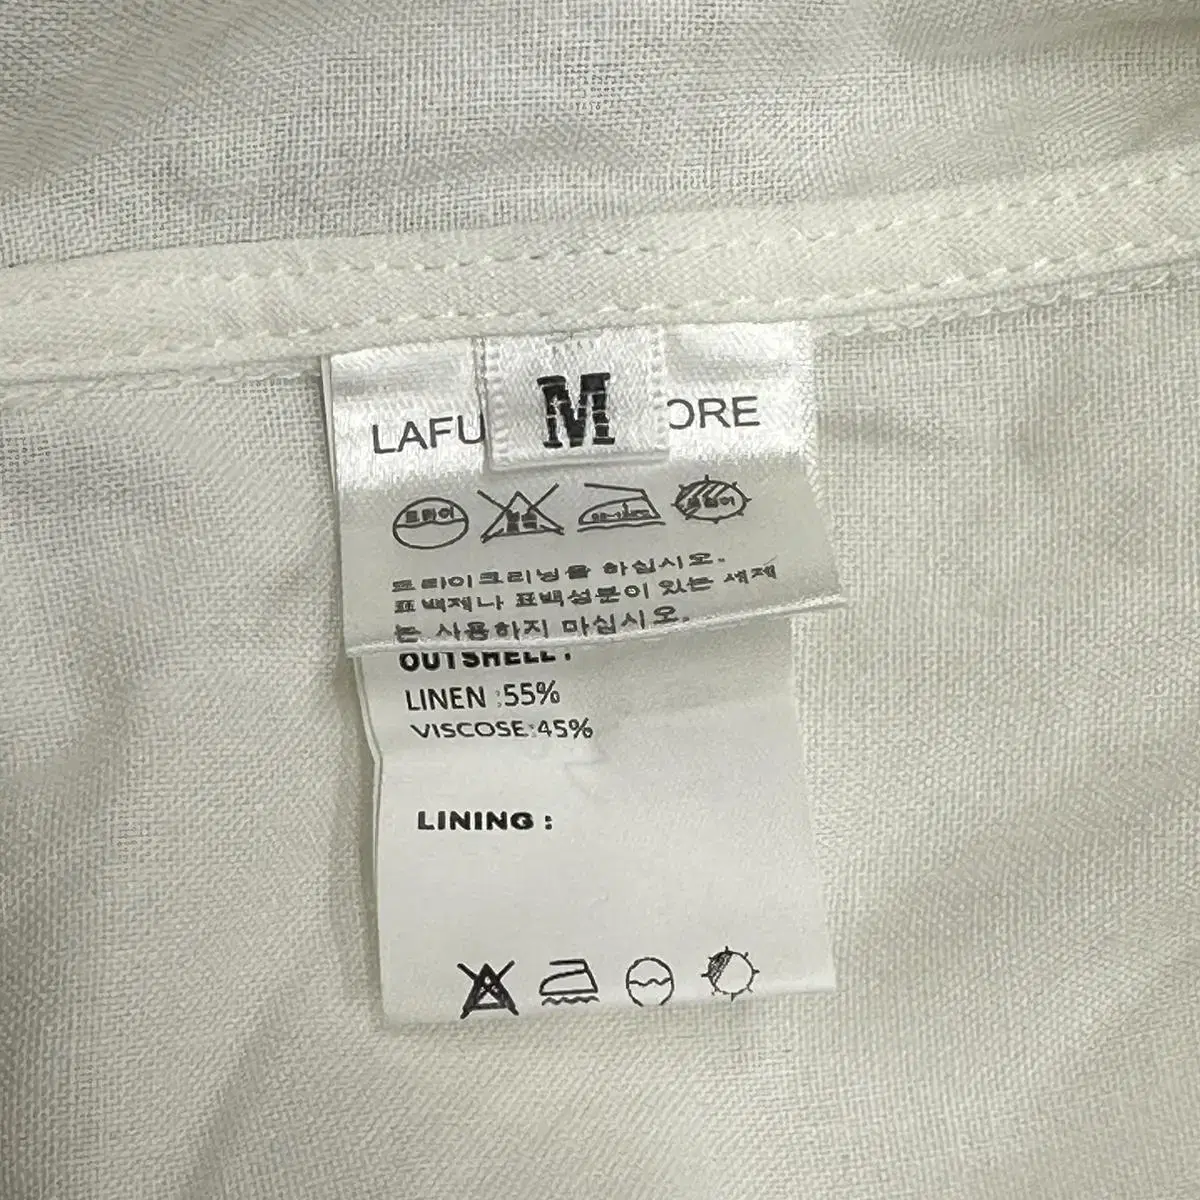 M
LAFU ORE
드라이
드라이크리닝을 하십시오.
표백제나 표백성분이 있는 세제
는 사용하지 마십시오.
OUTSHELL :
LINEN :55%
VISCOSE:45%
LINING :